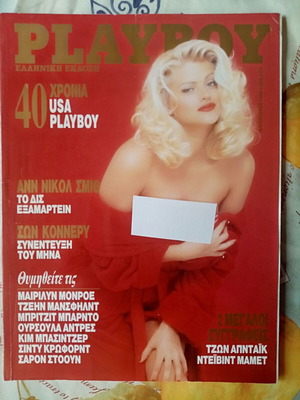 PLAYBOY
ΕΛΛΗΝΙΚΗ ΕΚΔΟΣΗ
40 ΧΡΟΝΙΑ
USA
PLAYBOY
ΑΝΝ ΝΙΚΟΛ ΣΜΙΘ
ΤΟ ΔΙΣ
ΕΞΑΜΑΡΤΕΙΝ
ΣΩΝ ΚΟΝΝΕΡΥ
ΣΥΝΕΝΤΕΥΞΗ
ΤΟΥ ΜΗΝΑ
Θυμηθείτε τις
ΜΑΙΡΙΛΥΝ ΜΟΝΡΟΕ
ΤΖΕΗΝ ΜΑΝΣΦΗΛΝΤ
ΜΠΡΙΤΖΙΤ ΜΠΑΡΝΤΟ
ΟΥΡΣΟΥΛΑ ΑΝΤΡΕΣ
ΚΙΜ ΜΠΑΣΙΝΤΖΕΡ
ΣΙΝΤΥ ΚΡΩΦΟΡΝΤ
ΣΑΡΟΝ ΣΤΟΟΥΝ
ΜΕΓΑΛΟΙ
ΣΥΓΓΡΑΦΕΙΣ
ΤΖΩΝ ΑΠΝΤΑΪΚ
ΝΤΕΪΒΙΝΤ ΜΑΜΕΤ